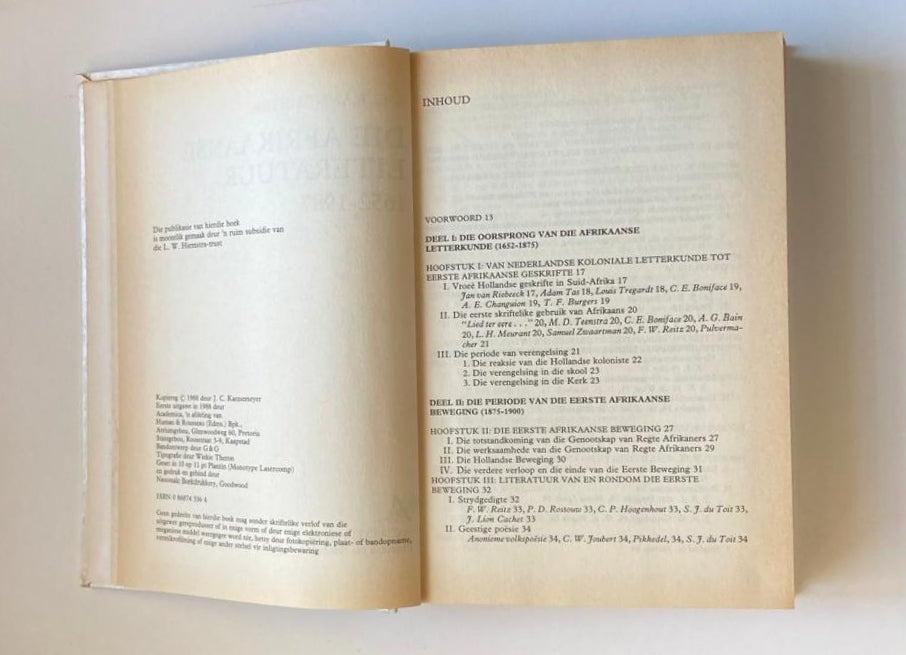 Die publikasie van hierdie boek
is moontlik gemaak deur 'n ruim subsidie van
die L. W. Hiemstra-trust
Kopiereg © 1988 deur J. C. Kannemeyer
Eerste uitgawe in 1988 deur
Academica, 'n afdeling van
Human & Rousseau (Edms.) Bpk.,
Pretoria
Roosstraat 5-9, Kaapstad
Bandontwerp deur G&G
Tipografie deur Wickie Theron
Geset in 10 op 11 pt Plantin (Monotype Lasercomp)
en gedruk en gebind deur
Nasionale Boekdrukkery, Goodwood
ISBN 0 86874 336 4
Geen gedeelte van hierdie boek mag sonder skriftelike verlof van die
uitgewer gereproduseer of in enige vorm of deur enige elektroniese of
meganiese middel weergegee word nie, hetsy deur fotokopiëring, plaat- of bandopname,
vermikrofilming of enige ander stelsel vir inligtingsbewaring
INHOUD
VOORWOORD 13
DEEL I: DIE OORSPRONG VAN DIE AFRIKAANSE
LETTERKUNDE (1652-1875)
HOOFSTUK I: VAN NEDERLANDSE KOLONIALE LETTERKUNDE TOT
EERSTE AFRIKAANSE GESKRIFTE 17
I. Vroeë Hollandse geskrifte in Suid-Afrika 17
Jan van Riebeeck 17, Adam Tas 18, Louis Tregardt 18, C. E. Boniface 19,
A. E. Changuion 19, T. F. Burgers 19
II. Die eerste skriftelike gebruik van Afrikaans 20
"Lied ter eere . . ." 20, M. D. Teenstra 20, C. E. Boniface 20, A. G. Bain
20, L. H. Meurant 20, Samuel Zwaartman 20, F. W. Reitz 20, Pulverma-
cher 21
III. Die periode van verengelsing 21
1. Die reaksie van die Hollandse koloniste 22
2. Die verengelsing in die skool 23
3. Die verengelsing in die Kerk 23
DEEL II: DIE PERIODE VAN DIE EERSTE AFRIKAANSE
BEWEGING (1875-1900)
HOOFSTUK II: DIE EERSTE AFRIKAANSE BEWEGING 27
I. Die totstandkoming van die Genootskap van Regte Afrikaners 27
II. Die werksaamhede van die Genootskap van Regte Afrikaners 29
III. Die Hollandse Beweging 30
IV. Die verdere verloop en die einde van die Eerste Beweging 31
HOOFSTUK III: LITERATUUR VAN EN RONDOM DIE EERSTE
BEWEGING 32
I. Strydgedigte 32
F. W. Reitz 33, P. D. Rossouw 33, C. P. Hoogenhout 33, S. J. du Toit 33,
J. Lion Cachet 33
II. Geestige poësie 34
Anonieme volkspoësie 34, C. W. Joubert 34, Pikhedel, 34, S. J. du Toit 34